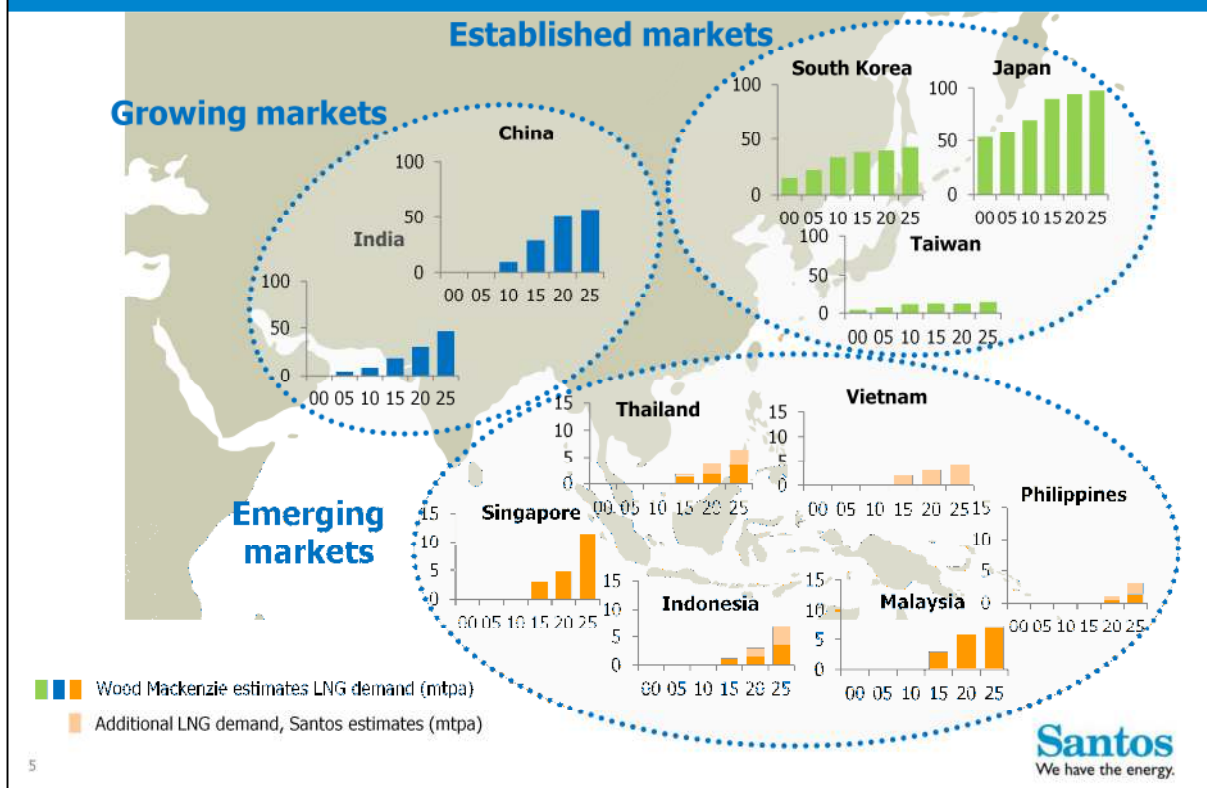 Established markets
South Korea
100
50
0
00 05 10 15 20 25
Japan
100
50
0
00 05 10 15 20 25
Taiwan
100
50
0
00 05 10 15 20 25
Growing markets
China
100
50
0
00 05 10 15 20 25
India
100
50
0
00 05 10 15 20 25
Emerging
markets
Thailand
15
10
5
0
00 05 10 15 20 25
Vietnam
15
10
5
0
00 05 10 15 20 25
Philippines
15
10
5
0
00 05 10 15 20 25
Singapore
15
10
5
0
00 05 10 15 20 25
Indonesia
15
10
5
0
00 05 10 15 20 25
Malaysia
15
10
5
0
00 05 10 15 20 25
Wood Mackenzie estimates LNG demand (mtpa)
Additional LNG demand, Santos estimates (mtpa)
5
Santos
We have the energy.